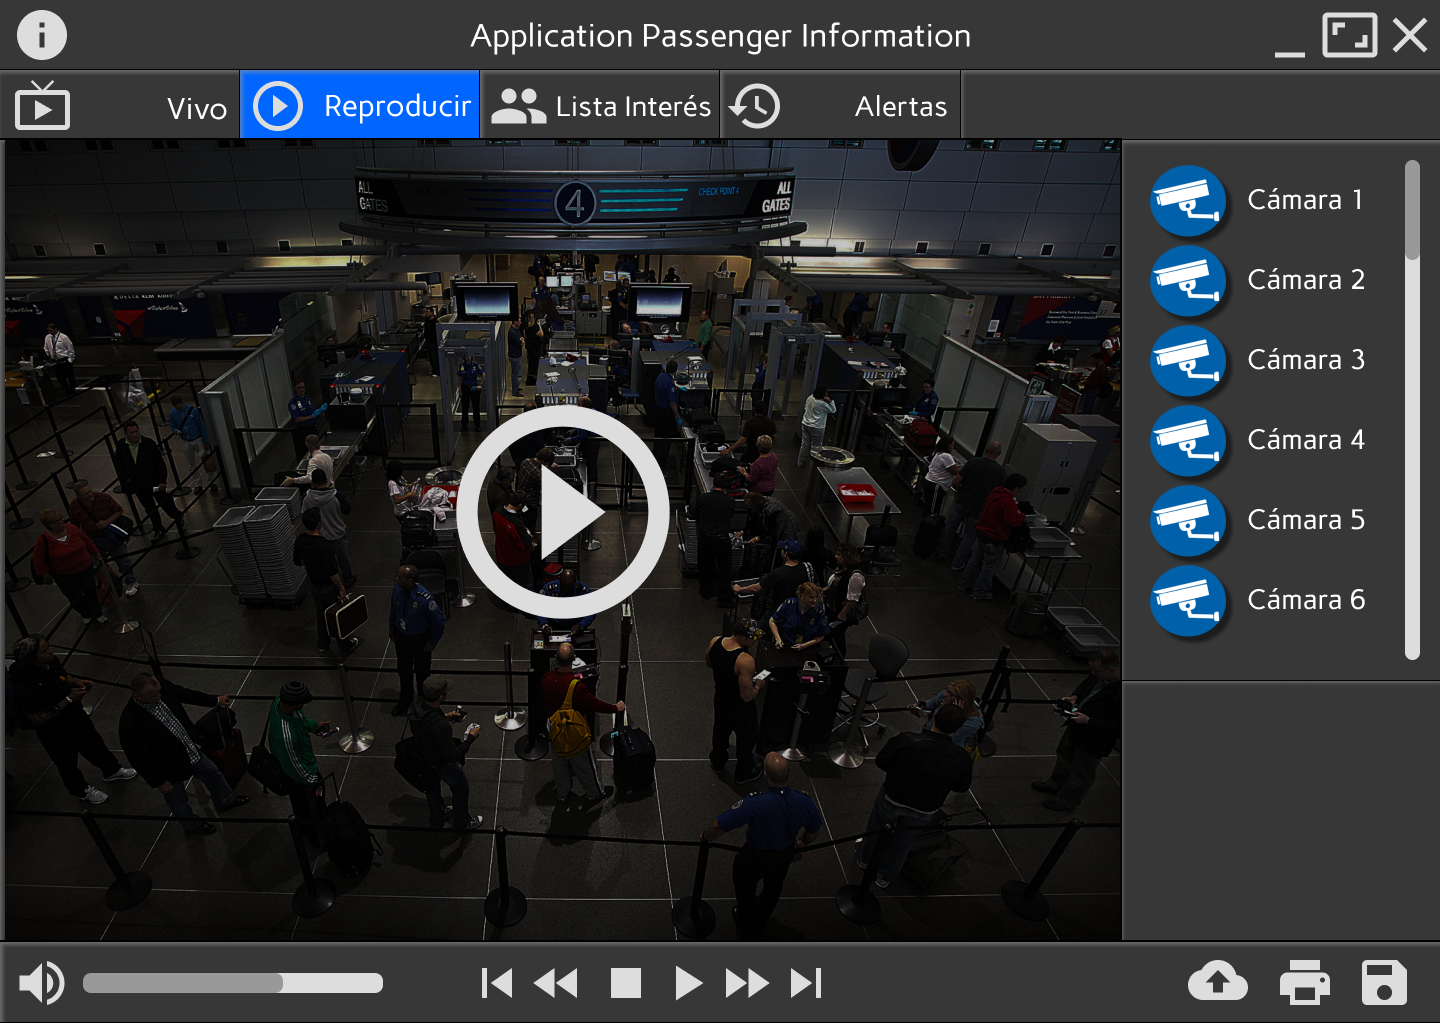 Application Passenger Information
Vivo
Reproducir
Lista Interés
Alertas
ALL
GATES
4
CHECK POINT 4
ALL
GATES
Cámara 1
Cámara 2
Cámara 3
Cámara 4
Cámara 5
Cámara 6